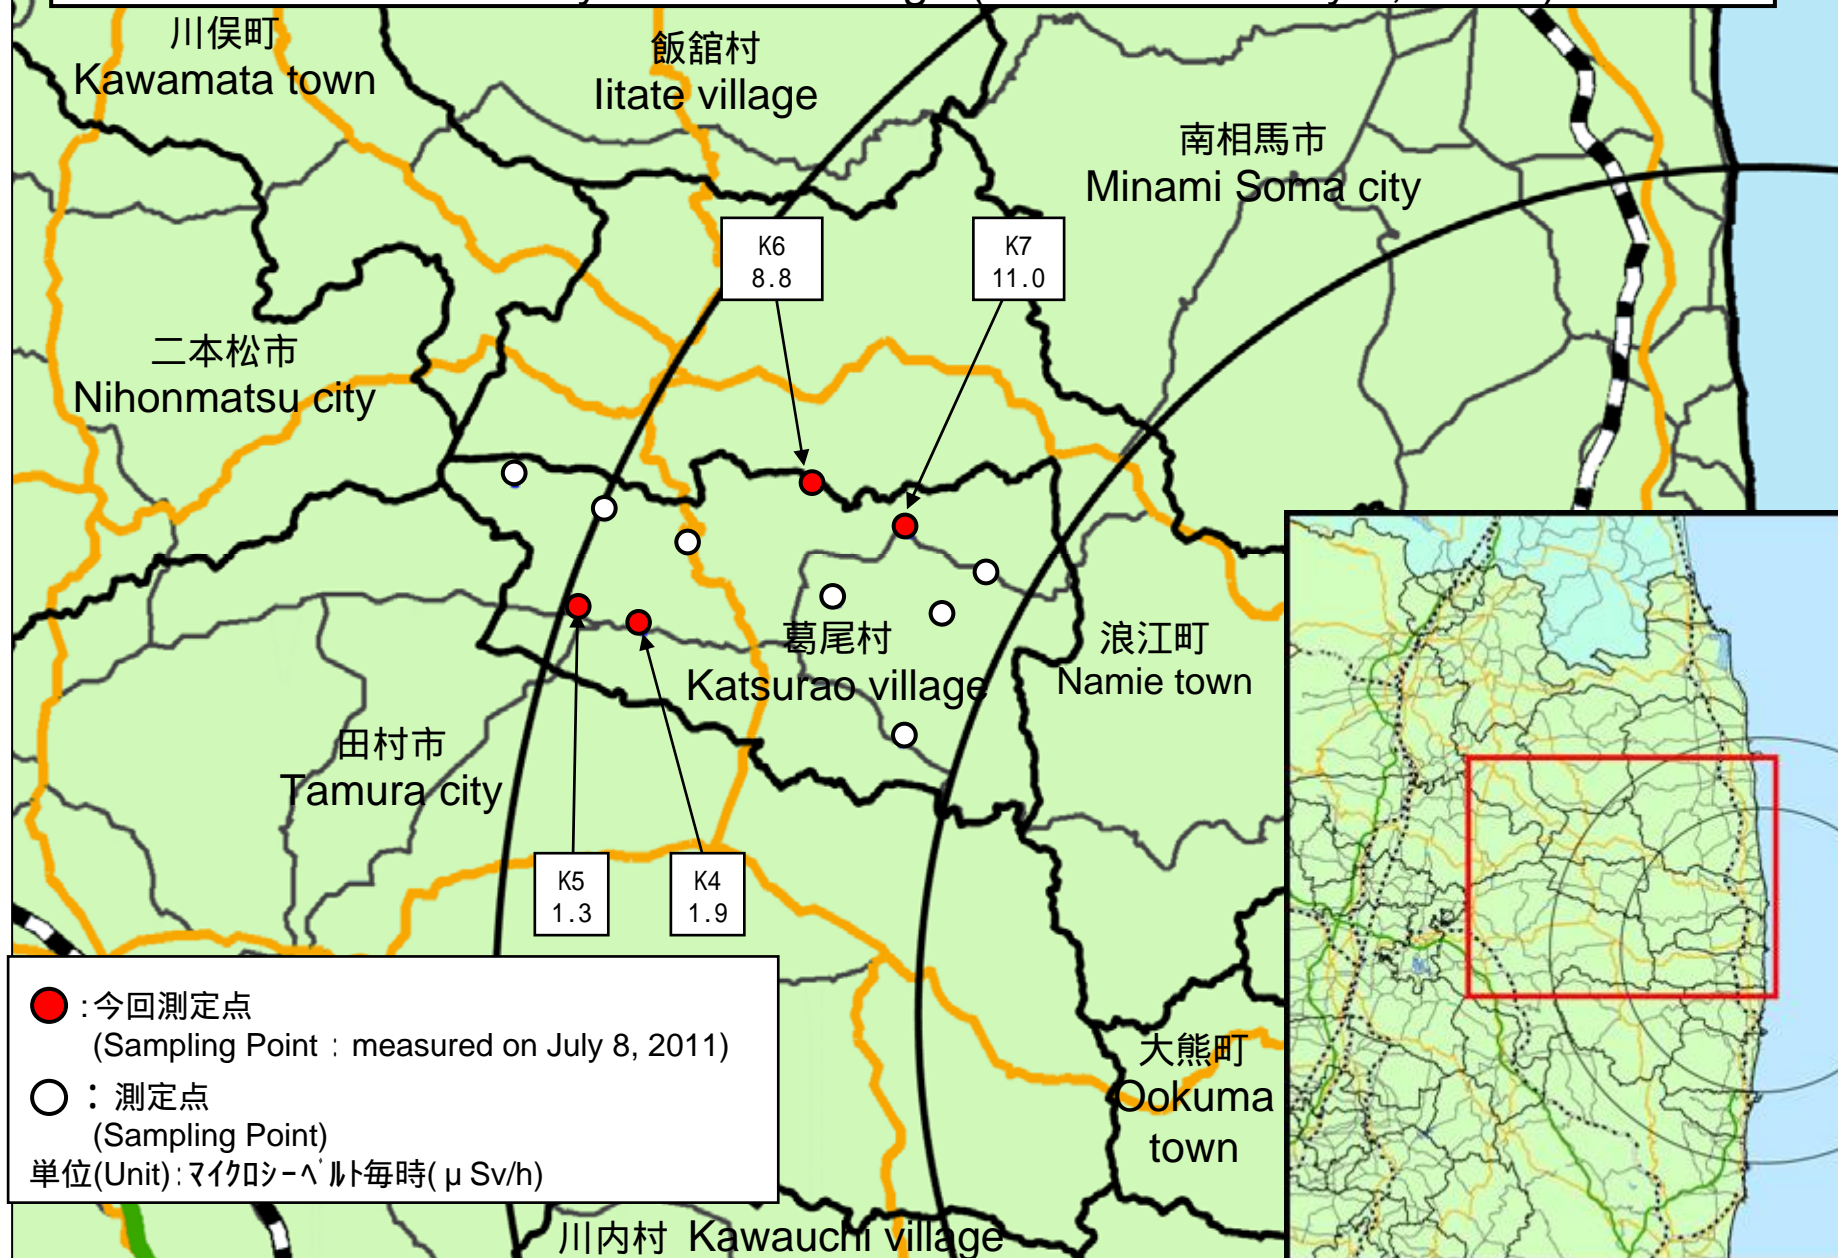 川俣町
Kawamata town
飯舘村
Iitate village
南相馬市
Minami Soma city
K6
8.8
K7
11.0
二本松市
Nihonmatsu city
葛尾村
Katsurao village
浪江町
Namie town
田村市
Tamura city
K5
1.3
K4
1.9
:今回測定点
(Sampling Point : measured on July 8, 2011)
: 測定点
(Sampling Point)
単位(Unit):マイクロシーベルト毎時(μSv/h)
大熊町
Ookuma
town
川内村 Kawauchi village